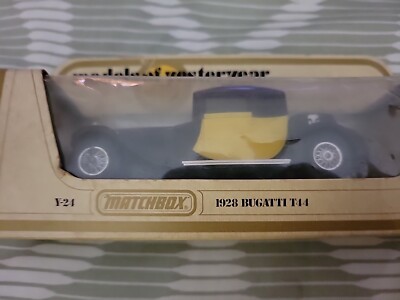 models of yesteryear
Y-24 MATCHBOX 1928 BUGATTI T44